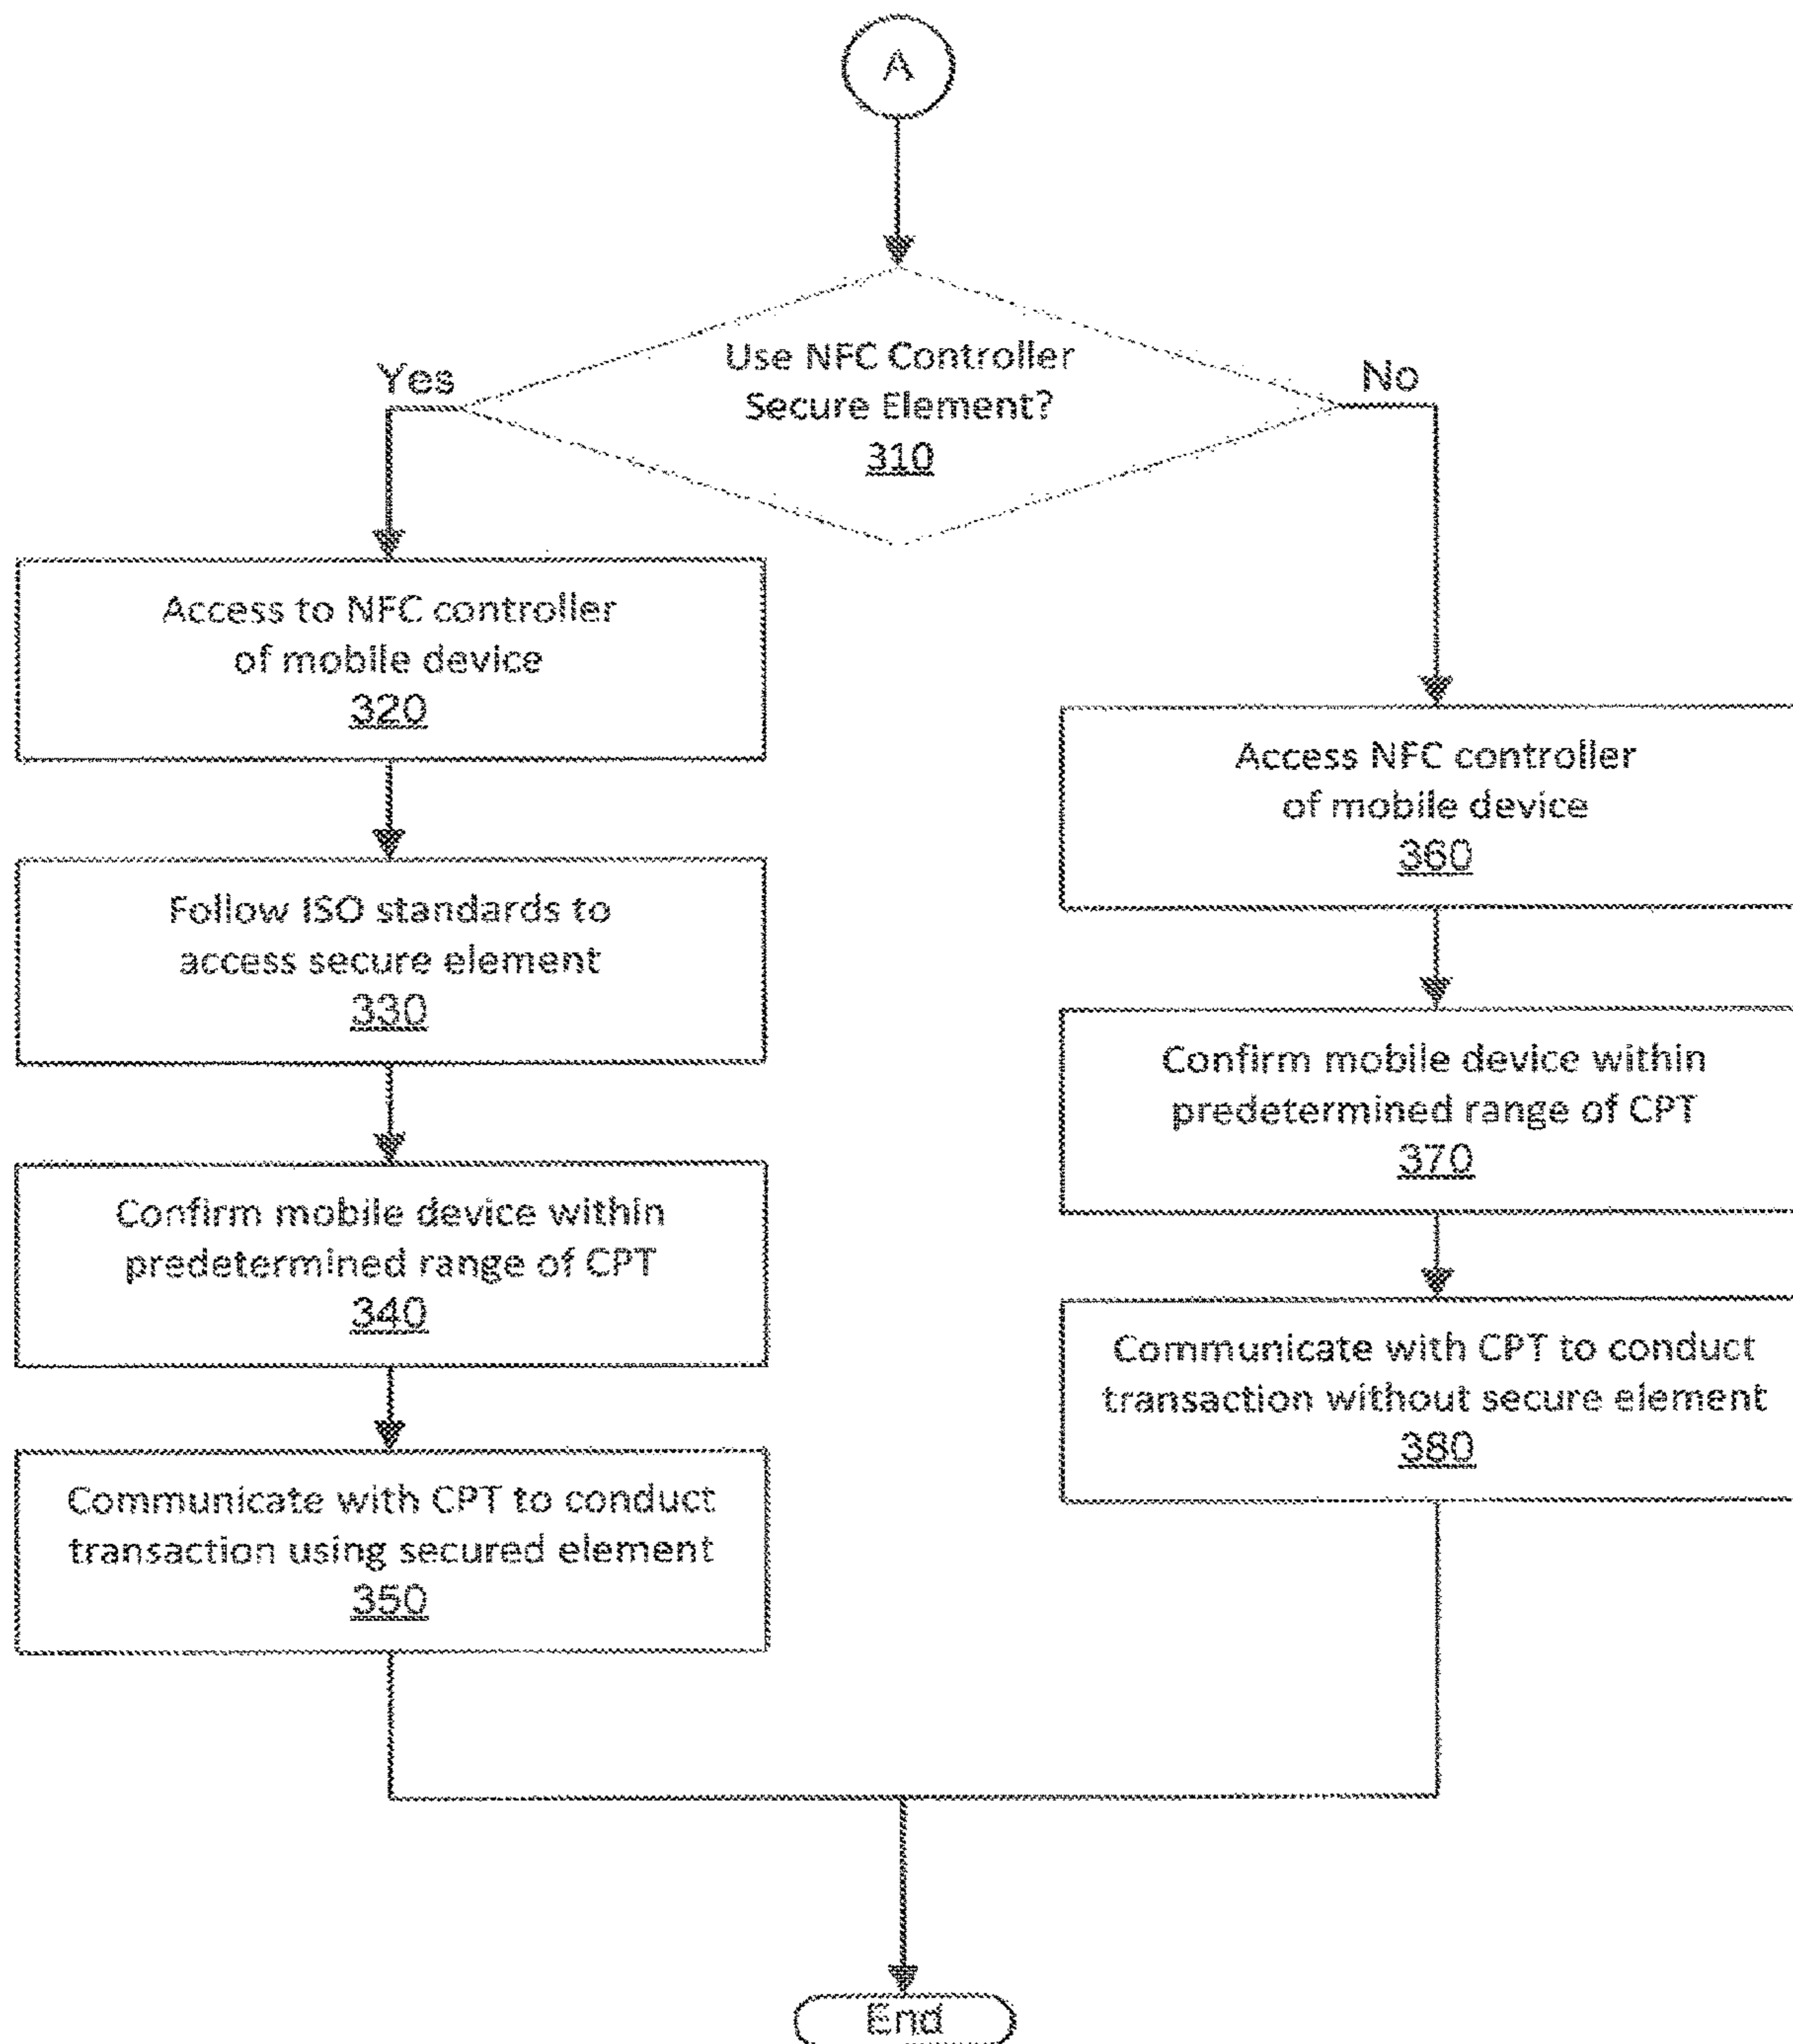 A
Use NFC Controller
Secure Element?
310
Yes
No
Access to NFC controller
of mobile device
320
Follow ISO standards to
access secure element
330
Confirm mobile device within
predetermined range of CPT
340
Communicate with CPT to conduct
transaction using secured element
350
Access NFC controller
of mobile device
360
Confirm mobile device within
predetermined range of CPT
370
Communicate with CPT to conduct
transaction without secure element
380
End